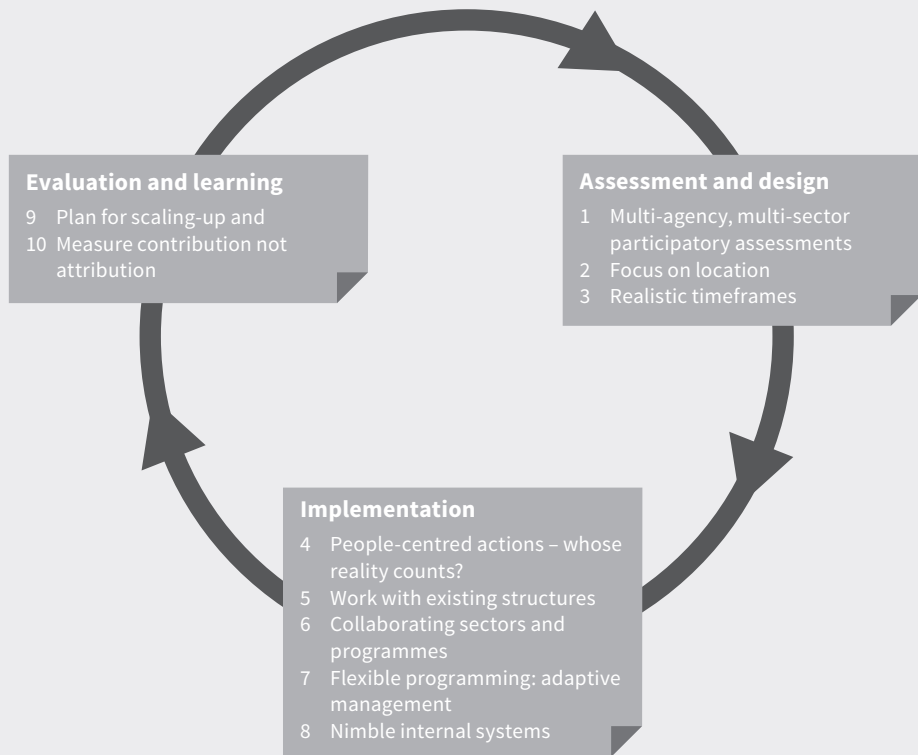 Evaluation and learning
9 Plan for scaling-up and
10 Measure contribution not
attribution
Assessment and design
1 Multi-agency, multi-sector
participatory assessments
2 Focus on location
3 Realistic timeframes
Implementation
4 People-centred actions – whose
reality counts?
5 Work with existing structures
6 Collaborating sectors and
programmes
7 Flexible programming: adaptive
management
8 Nimble internal systems